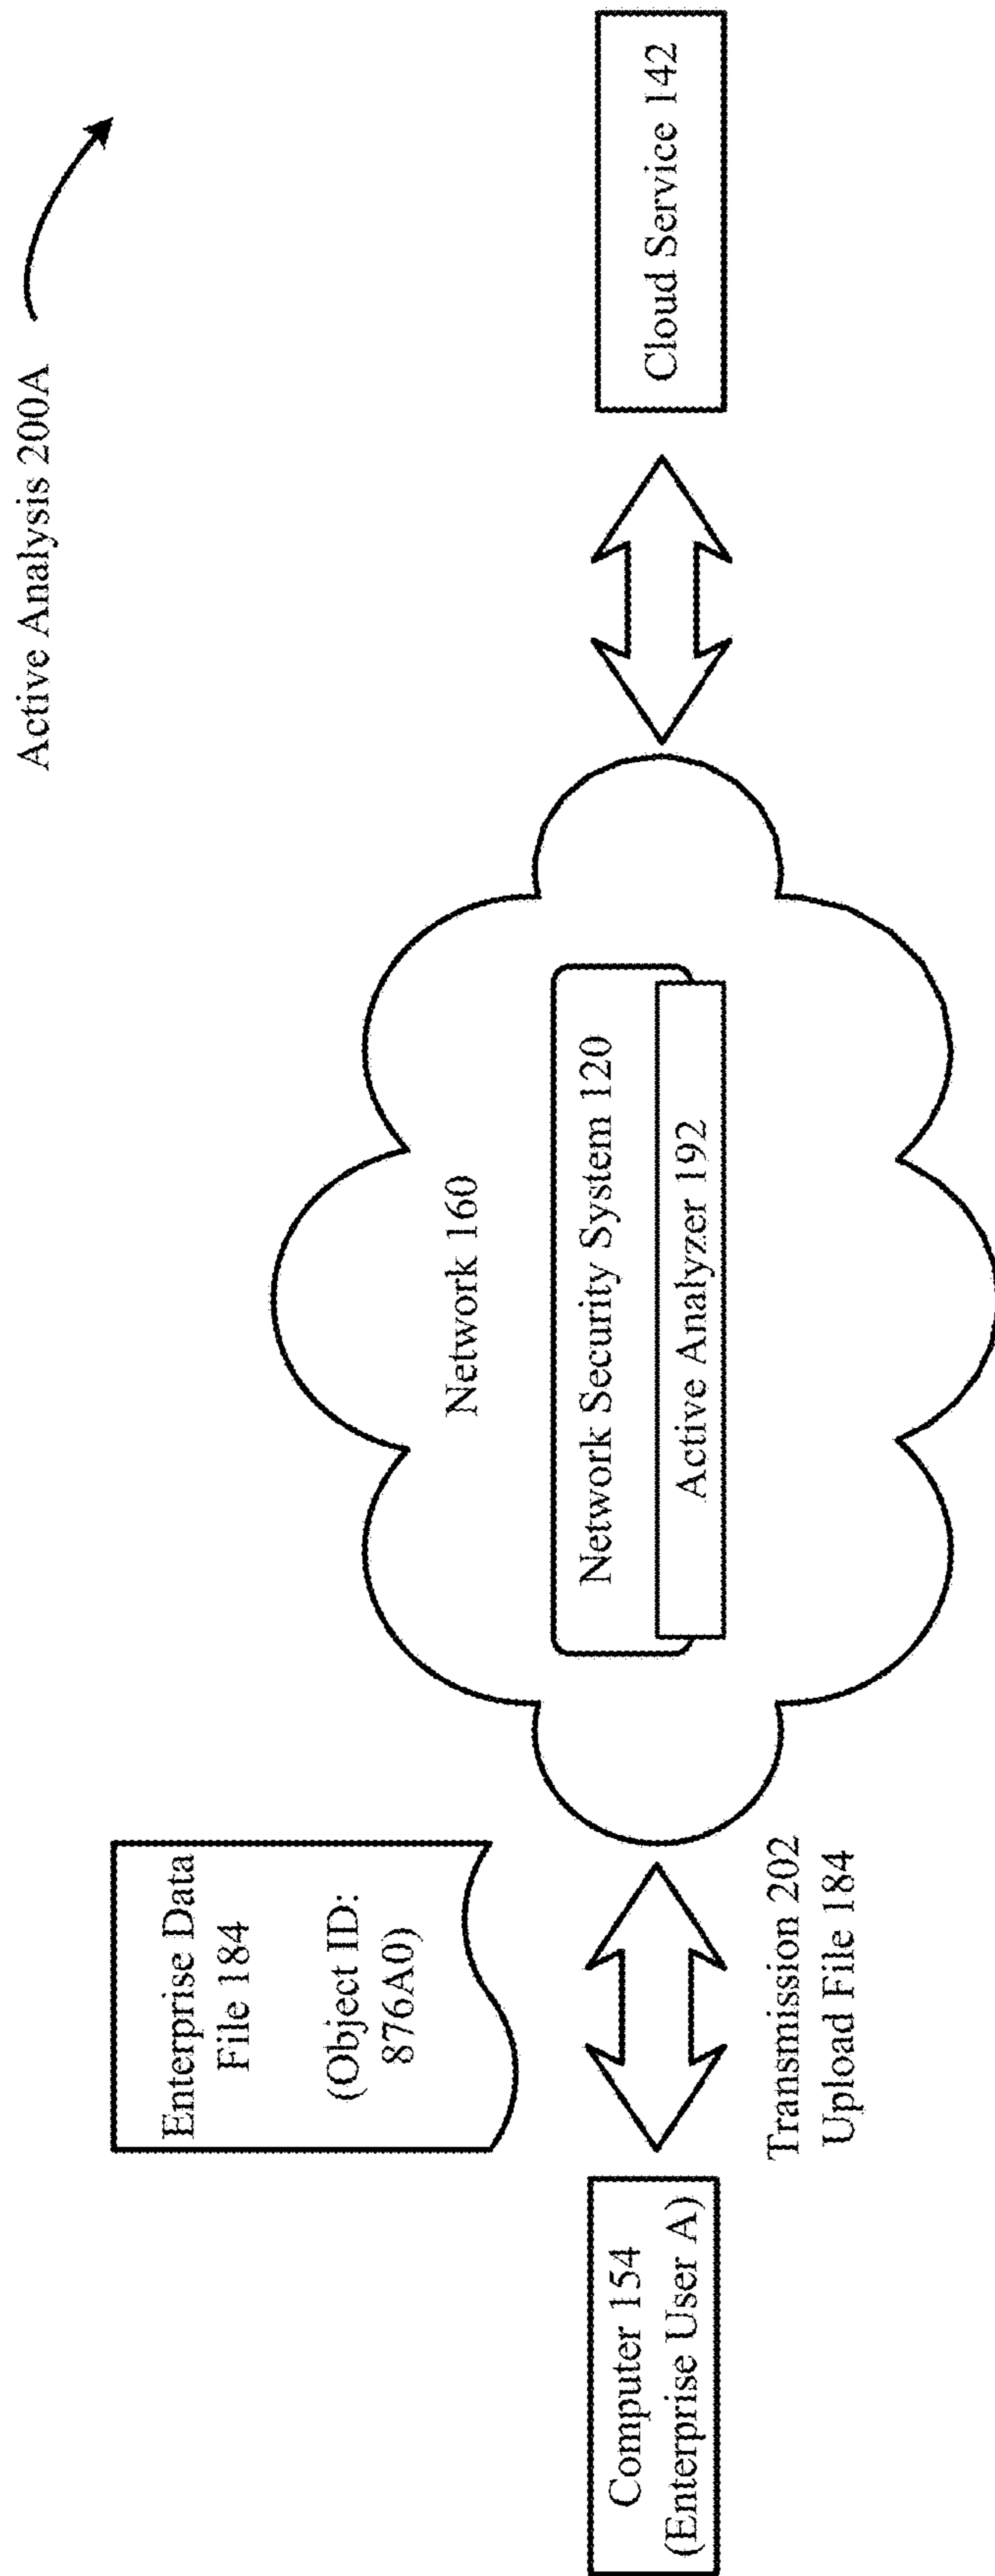 Active Analysis 200A
Enterprise Data
File 184
(Object ID:
876A0)
Network 160
Network Security System 120
Active Analyzer 192
Computer 154
(Enterprise User A)
Transmission 202
Upload File 184
Cloud Service 142